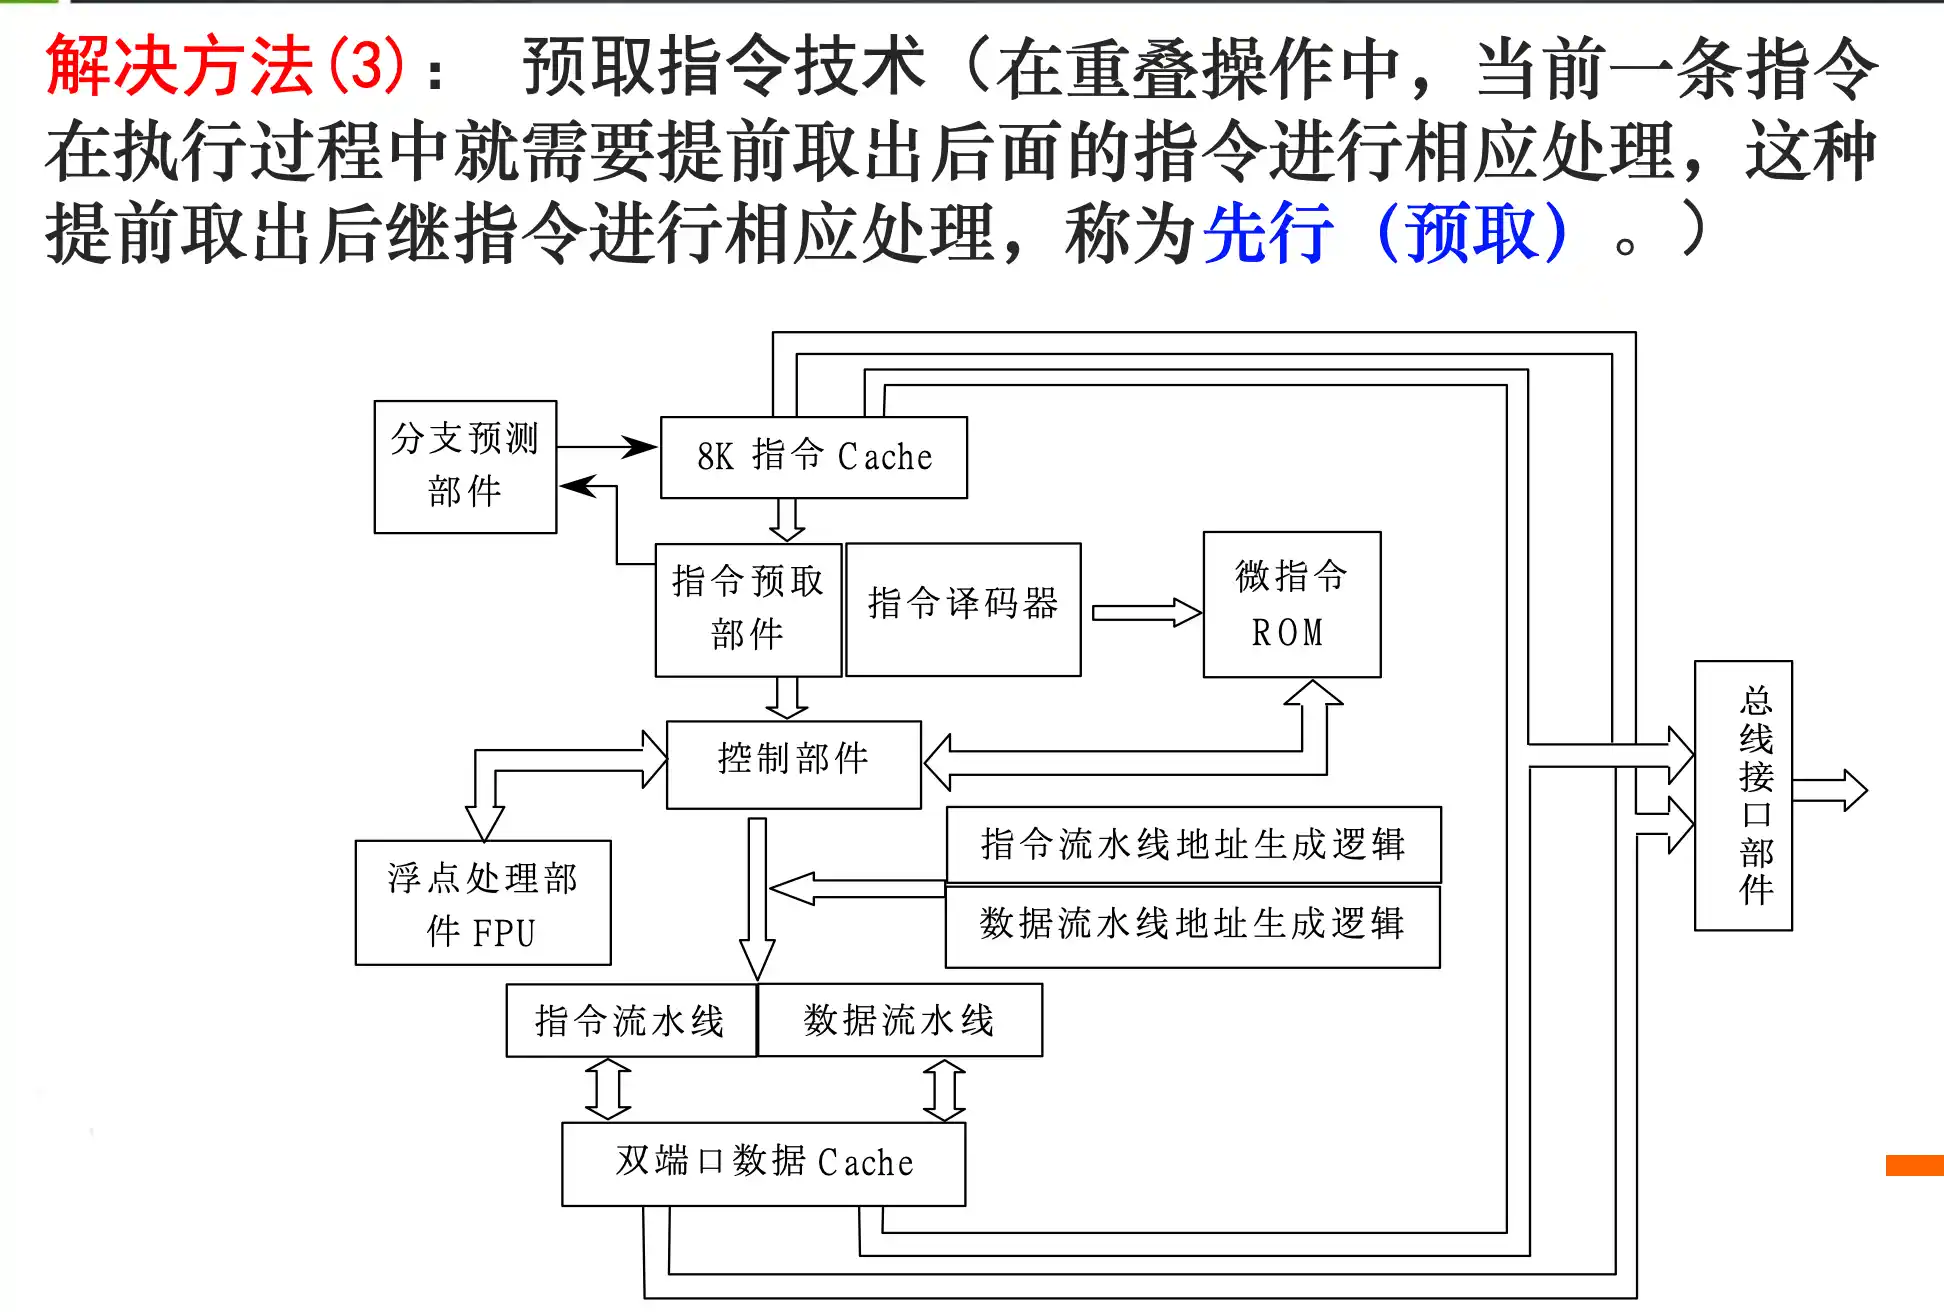 解决方法(3)： 预取指令技术（在重叠操作中，当前一条指令
在执行过程中就需要提前取出后面的指令进行相应处理，这种
提前取出后继指令进行相应处理，称为先行（预取）。）
分支预测
部件
8K 指令 Cache
指令预取
部件
指令译码器
微指令
ROM
控制部件
总线接口部件
浮点处理部
件 FPU
指令流水线地址生成逻辑
数据流水线地址生成逻辑
指令流水线
数据流水线
双端口数据 Cache